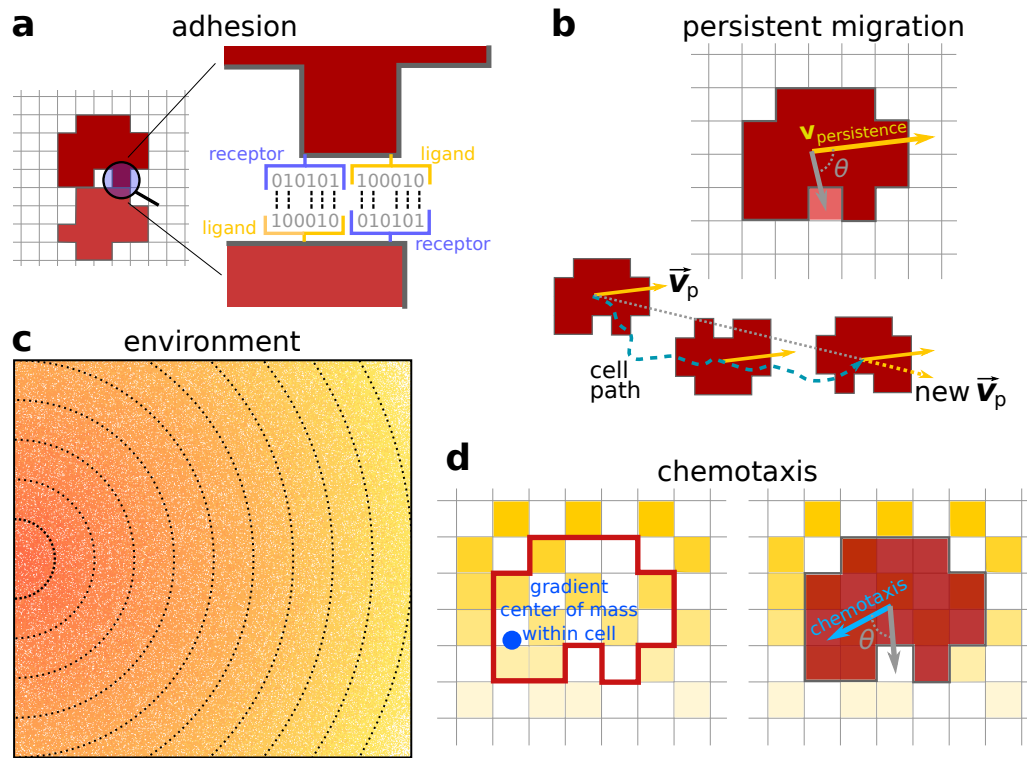 a
adhesion
receptor
ligand
010101
100010
100010
010101
ligand
receptor
b
persistent migration
v persistence
θ
v p
cell
path
new v p
c
environment
d
chemotaxis
gradient
center of mass
within cell
chemotaxis
θ